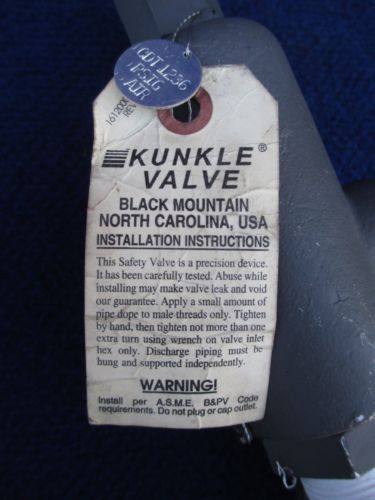 CDT 1236
PSIG
AIR
REV
KUNKLE®
VALVE
BLACK MOUNTAIN
NORTH CAROLINA, USA
INSTALLATION INSTRUCTIONS
This Safety Valve is a precision device.
It has been carefully tested. Abuse while
installing may make valve leak and void
our guarantee. Apply a small amount of
pipe dope to male threads only. Tighten
by hand, then tighten not more than one
extra turn using wrench on valve inlet
hex only. Discharge piping must be
hung and supported independently.
WARNING!
Install per A.S.M.E. B&PV Code
requirements. Do not plug or cap outlet.